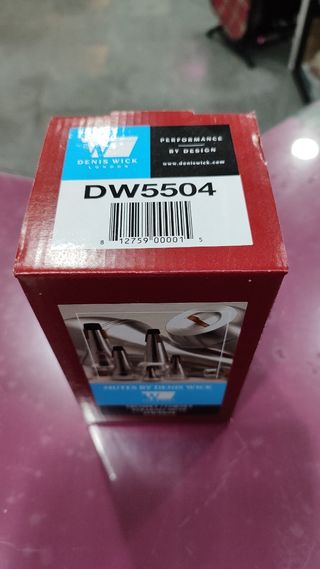 W
DENIS WICK
LONDON
PERFORMANCE
BY DESIGN
www.deniswick.com
DW5504
8 12759 00001 5
MUTES BY DENIS WICK
W